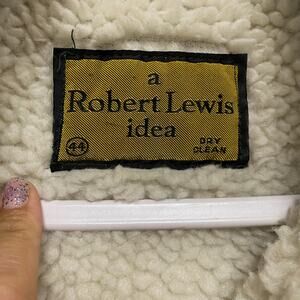 a
Robert Lewis
idea
44
DRY
CLEAN